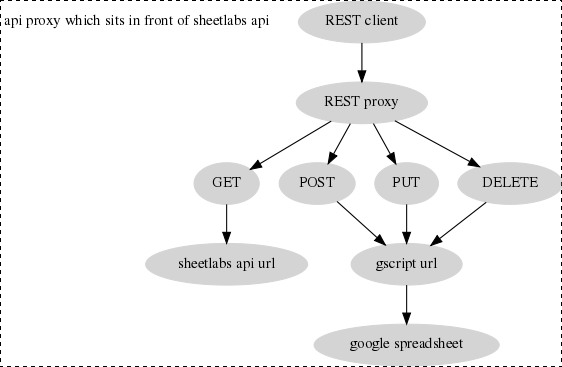 api proxy which sits in front of sheetlabs api
REST client
REST proxy
GET
POST
PUT
DELETE
sheetlabs api url
gscript url
google spreadsheet